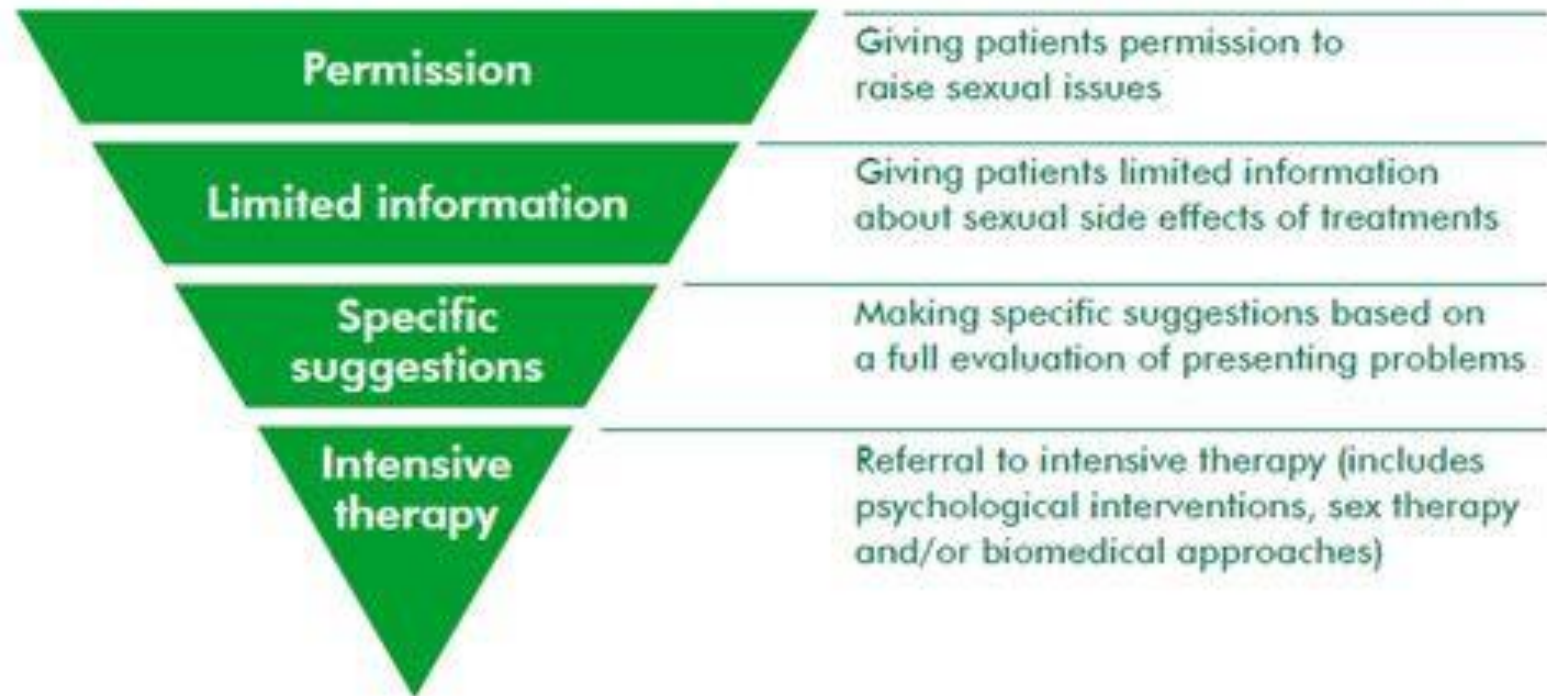 Permission
Giving patients permission to
raise sexual issues
Limited information
Giving patients limited information
about sexual side effects of treatments
Specific
suggestions
Making specific suggestions based on
a full evaluation of presenting problems
Intensive
therapy
Referral to intensive therapy (includes
psychological interventions, sex therapy
and/or biomedical approaches)